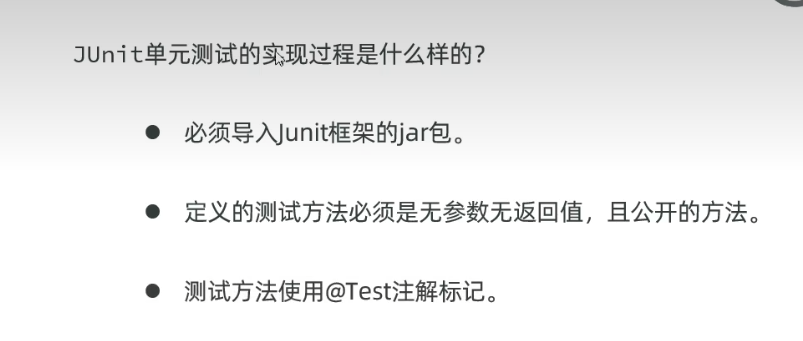 JUnit单元测试的实现过程是什么样的？
● 必须导入Junit框架的jar包。
● 定义的测试方法必须是无参数无返回值，且公开的方法。
● 测试方法使用@Test注解标记。